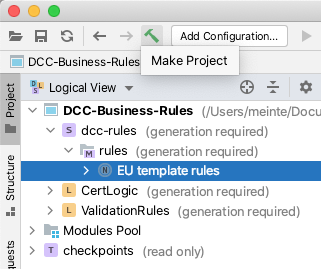 Add Configuration...
DCC-Business-Rules
Make Project
Logical View
Project
DCC-Business-Rules (/Users/meinte/Docu
S dcc-rules (generation required)
M rules (generation required)
N EU template rules
L CertLogic (generation required)
L ValidationRules (generation required)
Modules Pool
checkpoints (read only)
Structure
quests